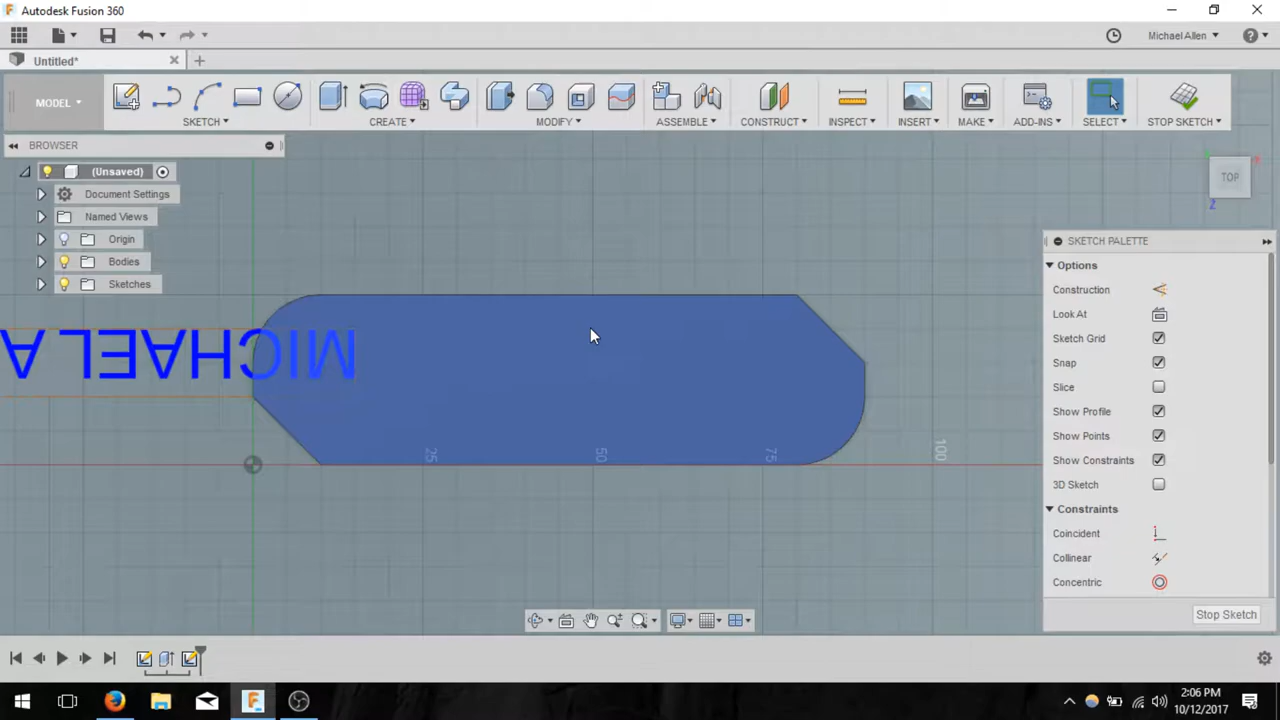 Autodesk Fusion 360
Michael Allen
Untitled*
MODEL
SKETCH
CREATE
MODIFY
ASSEMBLE
CONSTRUCT
INSPECT
INSERT
MAKE
ADD-INS
SELECT
STOP SKETCH
BROWSER
(Unsaved)
Document Settings
Named Views
Origin
Bodies
Sketches
TOP
X
Z
MICHAEL A
25
50
75
100
SKETCH PALETTE
Options
Construction
Look At
Sketch Grid
Snap
Slice
Show Profile
Show Points
Show Constraints
3D Sketch
Constraints
Coincident
Collinear
Concentric
Stop Sketch
2:06 PM
10/12/2017